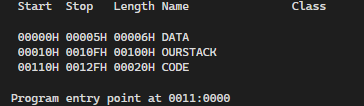 Start Stop Length Name Class
00000H 00005H 00006H DATA
00010H 0010FH 00100H OURSTACK
00110H 0012FH 00020H CODE
Program entry point at 0011:0000